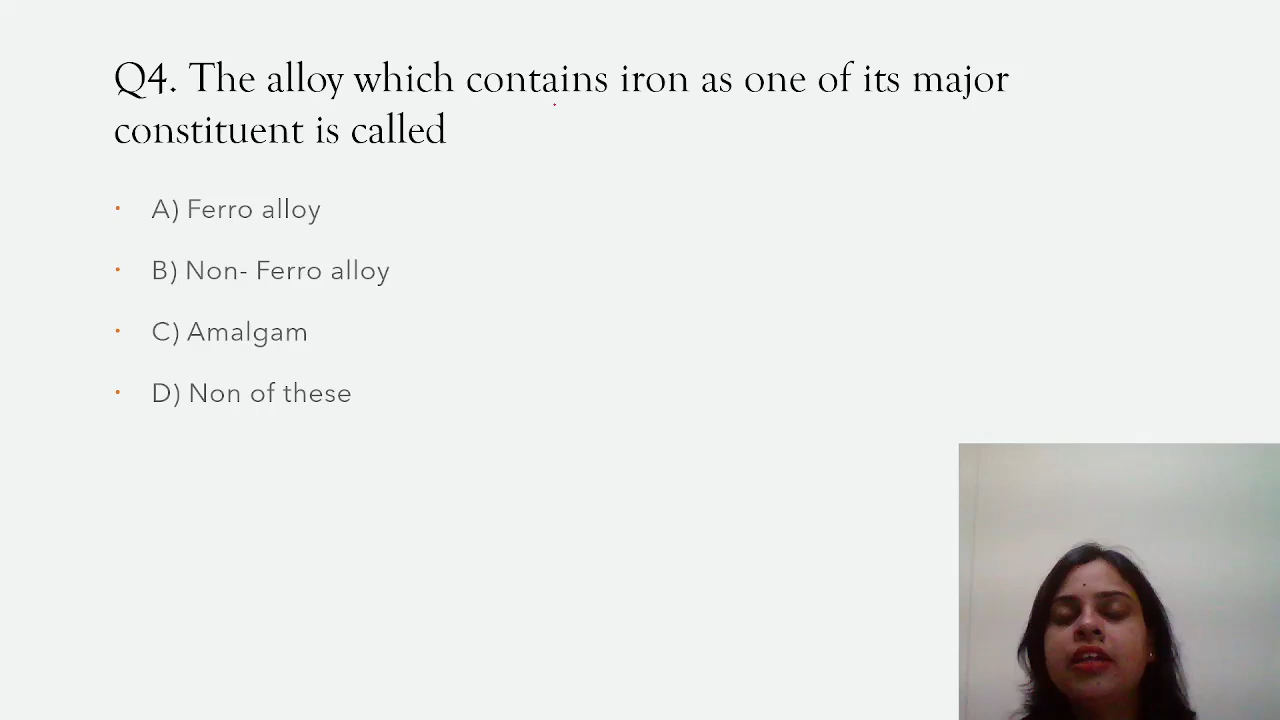 Q4. The alloy which contains iron as one of its major
constituent is called
• A) Ferro alloy
• B) Non- Ferro alloy
• C) Amalgam
• D) Non of these